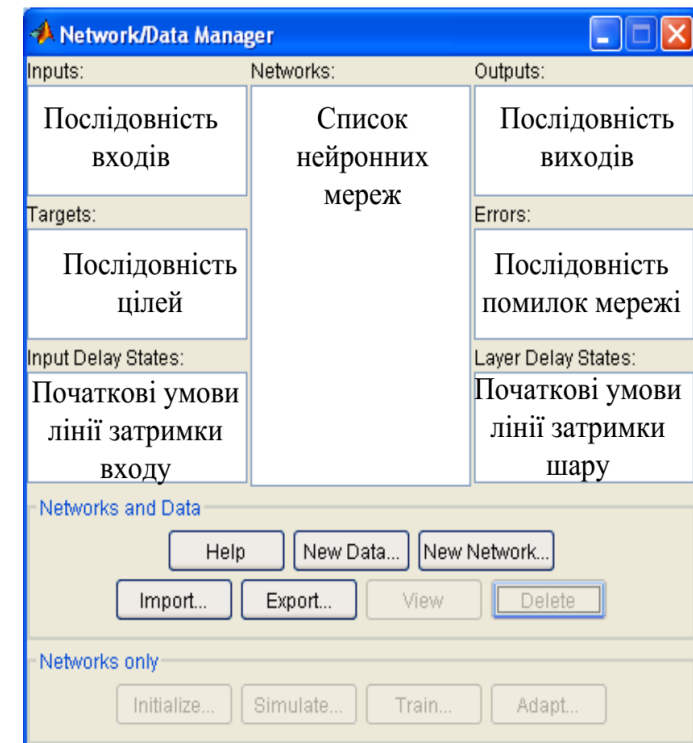 Network/Data Manager
Inputs:
Networks:
Outputs:
Послідовність
входів
Список
нейронних
мереж
Послідовність
виходів
Targets:
Errors:
Послідовність
цілей
Послідовність
помилок мережі
Input Delay States:
Layer Delay States:
Початкові умови
лінії затримки
входу
Початкові умови
лінії затримки
шару
Networks and Data
Help
New Data...
New Network...
Import...
Export...
View
Delete
Networks only
Initialize...
Simulate...
Train...
Adapt...